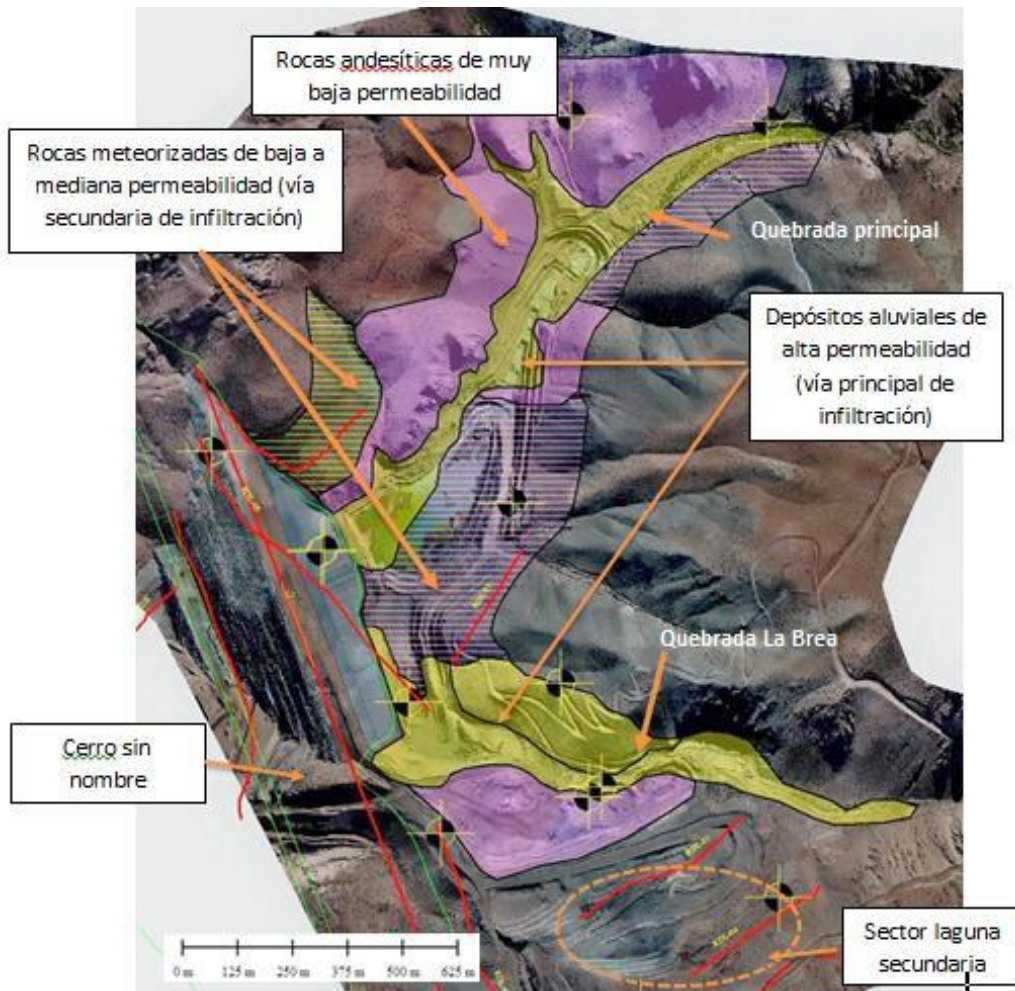 Rocas andesíticas de muy
baja permeabilidad
Rocas meteorizadas de baja a
mediana permeabilidad (vía
secundaria de infiltración)
Quebrada principal
Depósitos aluviales de
alta permeabilidad
(vía principal de
infiltración)
Quebrada La Brea
Cerro sin
nombre
Sector laguna
secundaria
0 m 125 m 250 m 375 m 500 m 625 m